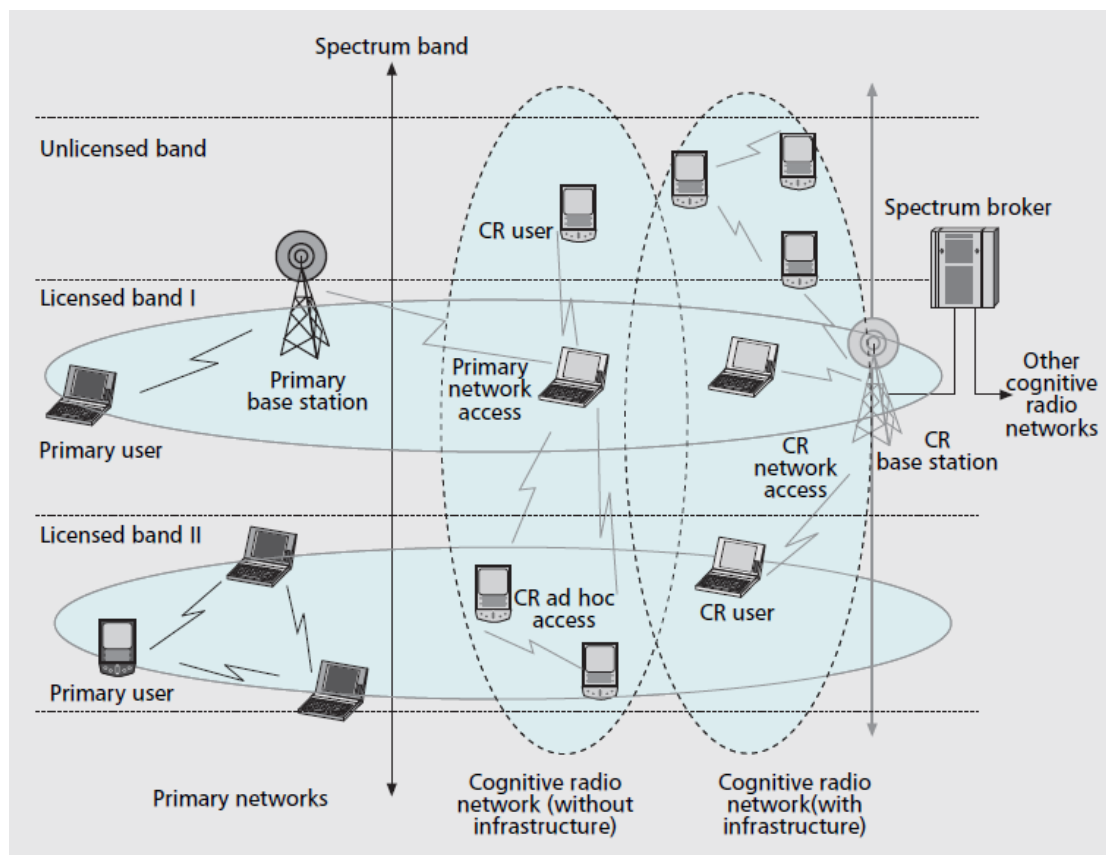 Spectrum band
Unlicensed band
CR user
Spectrum broker
Licensed band I
Primary
base station
Primary
network
access
Primary user
Other
cognitive
radio
networks
CR
base station
CR
network
access
Licensed band II
CR ad hoc
access
CR user
Primary user
Primary networks
Cognitive radio
network (without
infrastructure)
Cognitive radio
network(with
infrastructure)